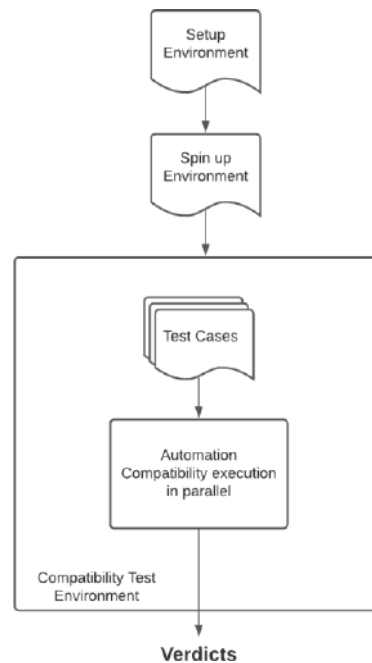 Setup
Environment
Spin up
Environment
Test Cases
Automation
Compatibility execution
in parallel
Compatibility Test
Environment
Verdicts